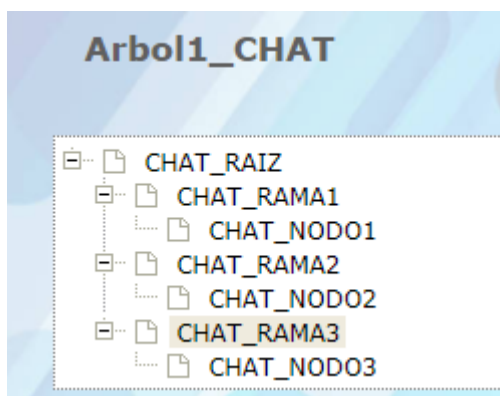 Arbol1_CHAT
CHAT_RAIZ
CHAT_RAMA1
CHAT_NODO1
CHAT_RAMA2
CHAT_NODO2
CHAT_RAMA3
CHAT_NODO3